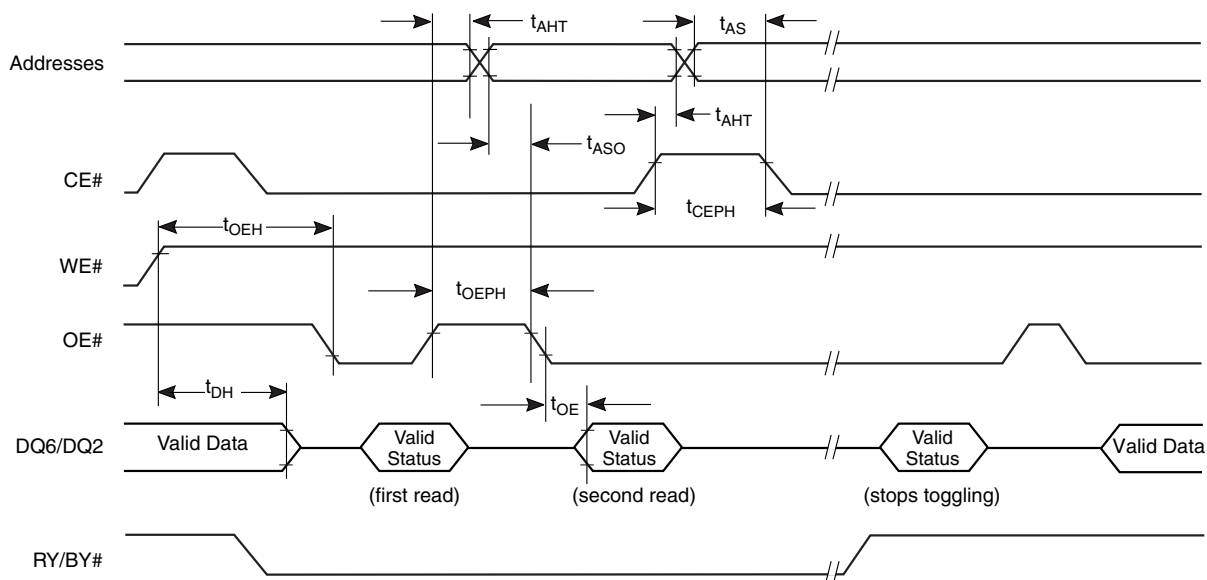 tAHT
tAS
Addresses
tAHT
tASO
CE#
tCEPH
tOEH
WE#
tOEPH
OE#
tDH
tOE
DQ6/DQ2
Valid Data
Valid
Status
Valid
Status
Valid
Status
Valid Data
(first read)
(second read)
(stops toggling)
RY/BY#